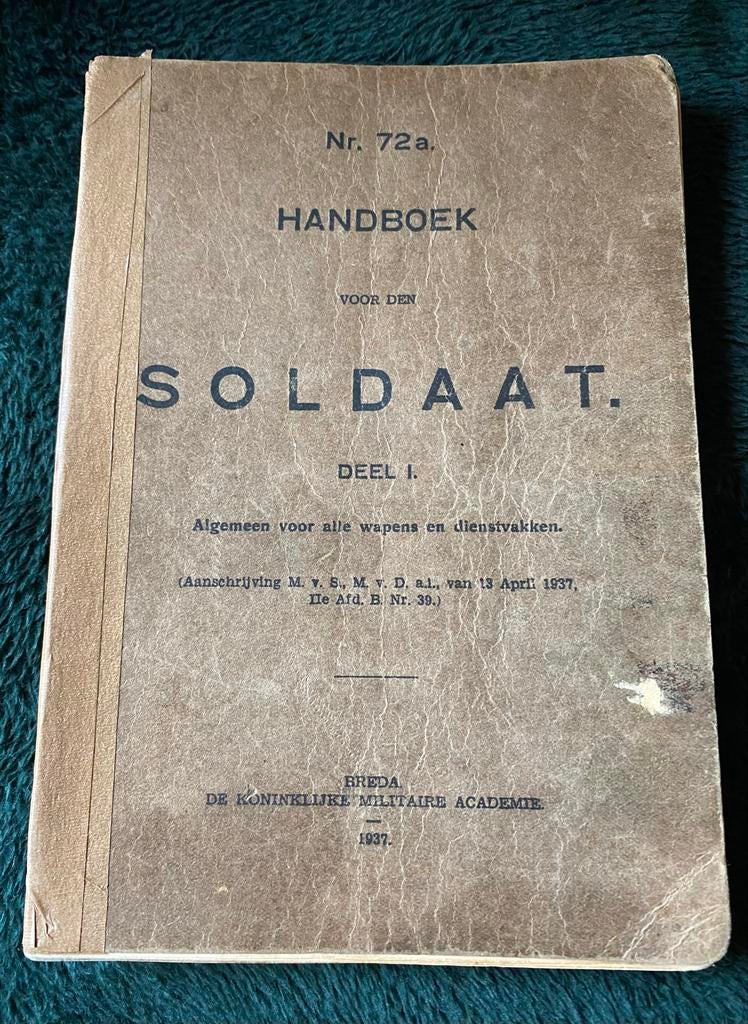 Nr. 72a.
HANDBOEK
VOOR DEN
SOLDAAT.
DEEL I.
Algemeen voor alle wapens en dienstvakken.
(Aanschrijving M. v. S., M. v. D. a.i., van 13 April 1937,
IIe Afd. B. Nr. 39.)
BREDA.
DE KONINKLIJKE MILITAIRE ACADEMIE.
1937.